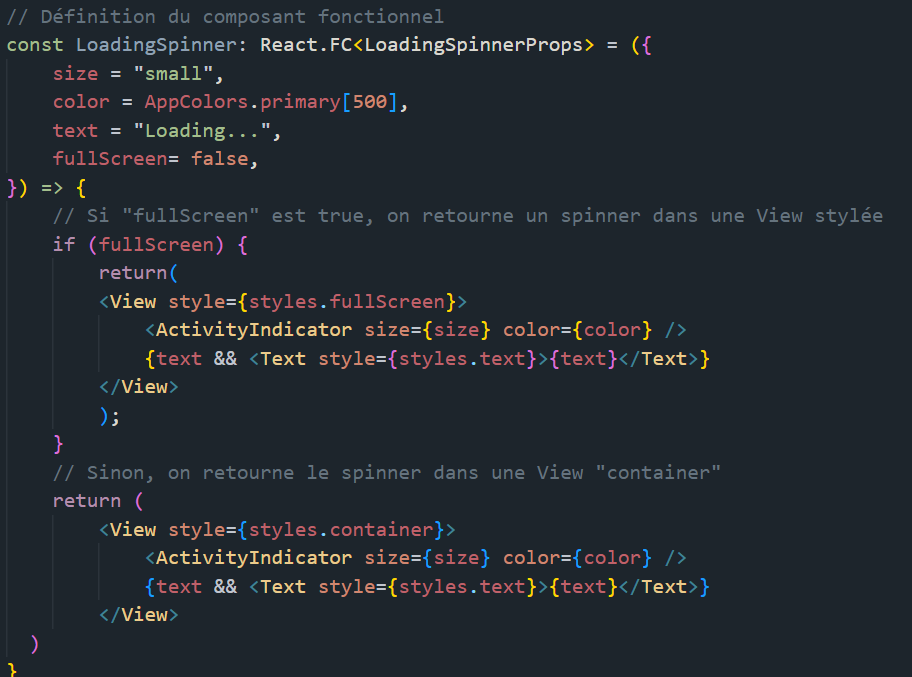 // Définition du composant fonctionnel
const LoadingSpinner: React.FC<LoadingSpinnerProps> = ({
    size = "small",
    color = AppColors.primary[500],
    text = "Loading...",
    fullScreen= false,
}) => {
    // Si "fullScreen" est true, on retourne un spinner dans une View stylée
    if (fullScreen) {
        return(
        <View style={styles.fullScreen}>
            <ActivityIndicator size={size} color={color} />
            {text && <Text style={styles.text}>{text}</Text>}
        </View>
        );
    }
    // Sinon, on retourne le spinner dans une View "container"
    return (
        <View style={styles.container}>
            <ActivityIndicator size={size} color={color} />
            {text && <Text style={styles.text}>{text}</Text>}
        </View>
  )
}